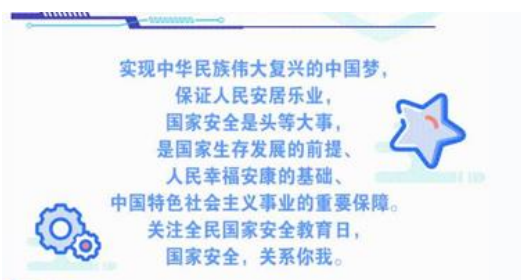 实现中华民族伟大复兴的中国梦，
保证人民安居乐业，
国家安全是头等大事，
是国家生存发展的前提、
人民幸福安康的基础、
中国特色社会主义事业的重要保障。
关注全民国家安全教育日，
国家安全，关系你我。